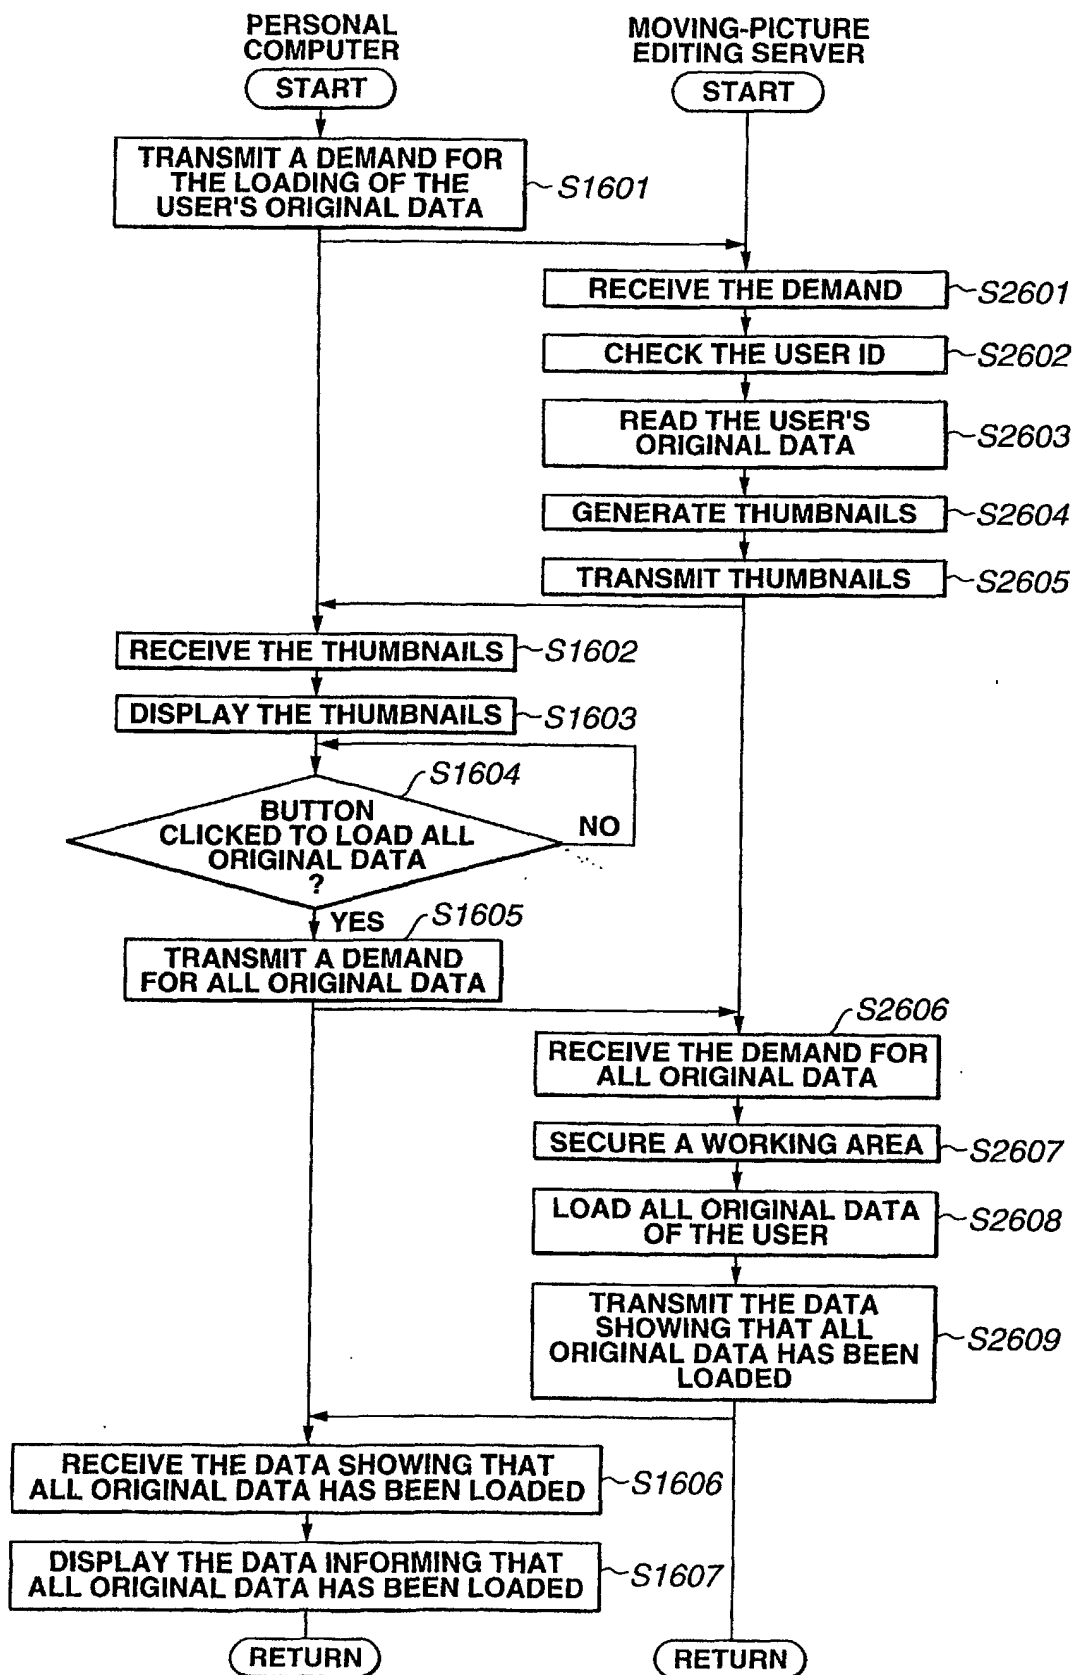 PERSONAL
COMPUTER
START
MOVING-PICTURE
EDITING SERVER
START
TRANSMIT A DEMAND FOR
THE LOADING OF THE
USER'S ORIGINAL DATA
S1601
RECEIVE THE DEMAND
S2601
CHECK THE USER ID
S2602
READ THE USER'S
ORIGINAL DATA
S2603
GENERATE THUMBNAILS
S2604
TRANSMIT THUMBNAILS
S2605
RECEIVE THE THUMBNAILS
S1602
DISPLAY THE THUMBNAILS
S1603
S1604
BUTTON
CLICKED TO LOAD ALL
ORIGINAL DATA
?
NO
YES
S1605
TRANSMIT A DEMAND
FOR ALL ORIGINAL DATA
S2606
RECEIVE THE DEMAND FOR
ALL ORIGINAL DATA
SECURE A WORKING AREA
S2607
LOAD ALL ORIGINAL DATA
OF THE USER
S2608
TRANSMIT THE DATA
SHOWING THAT ALL
ORIGINAL DATA HAS BEEN
LOADED
S2609
RECEIVE THE DATA SHOWING THAT
ALL ORIGINAL DATA HAS BEEN LOADED
S1606
DISPLAY THE DATA INFORMING THAT
ALL ORIGINAL DATA HAS BEEN LOADED
S1607
RETURN
RETURN